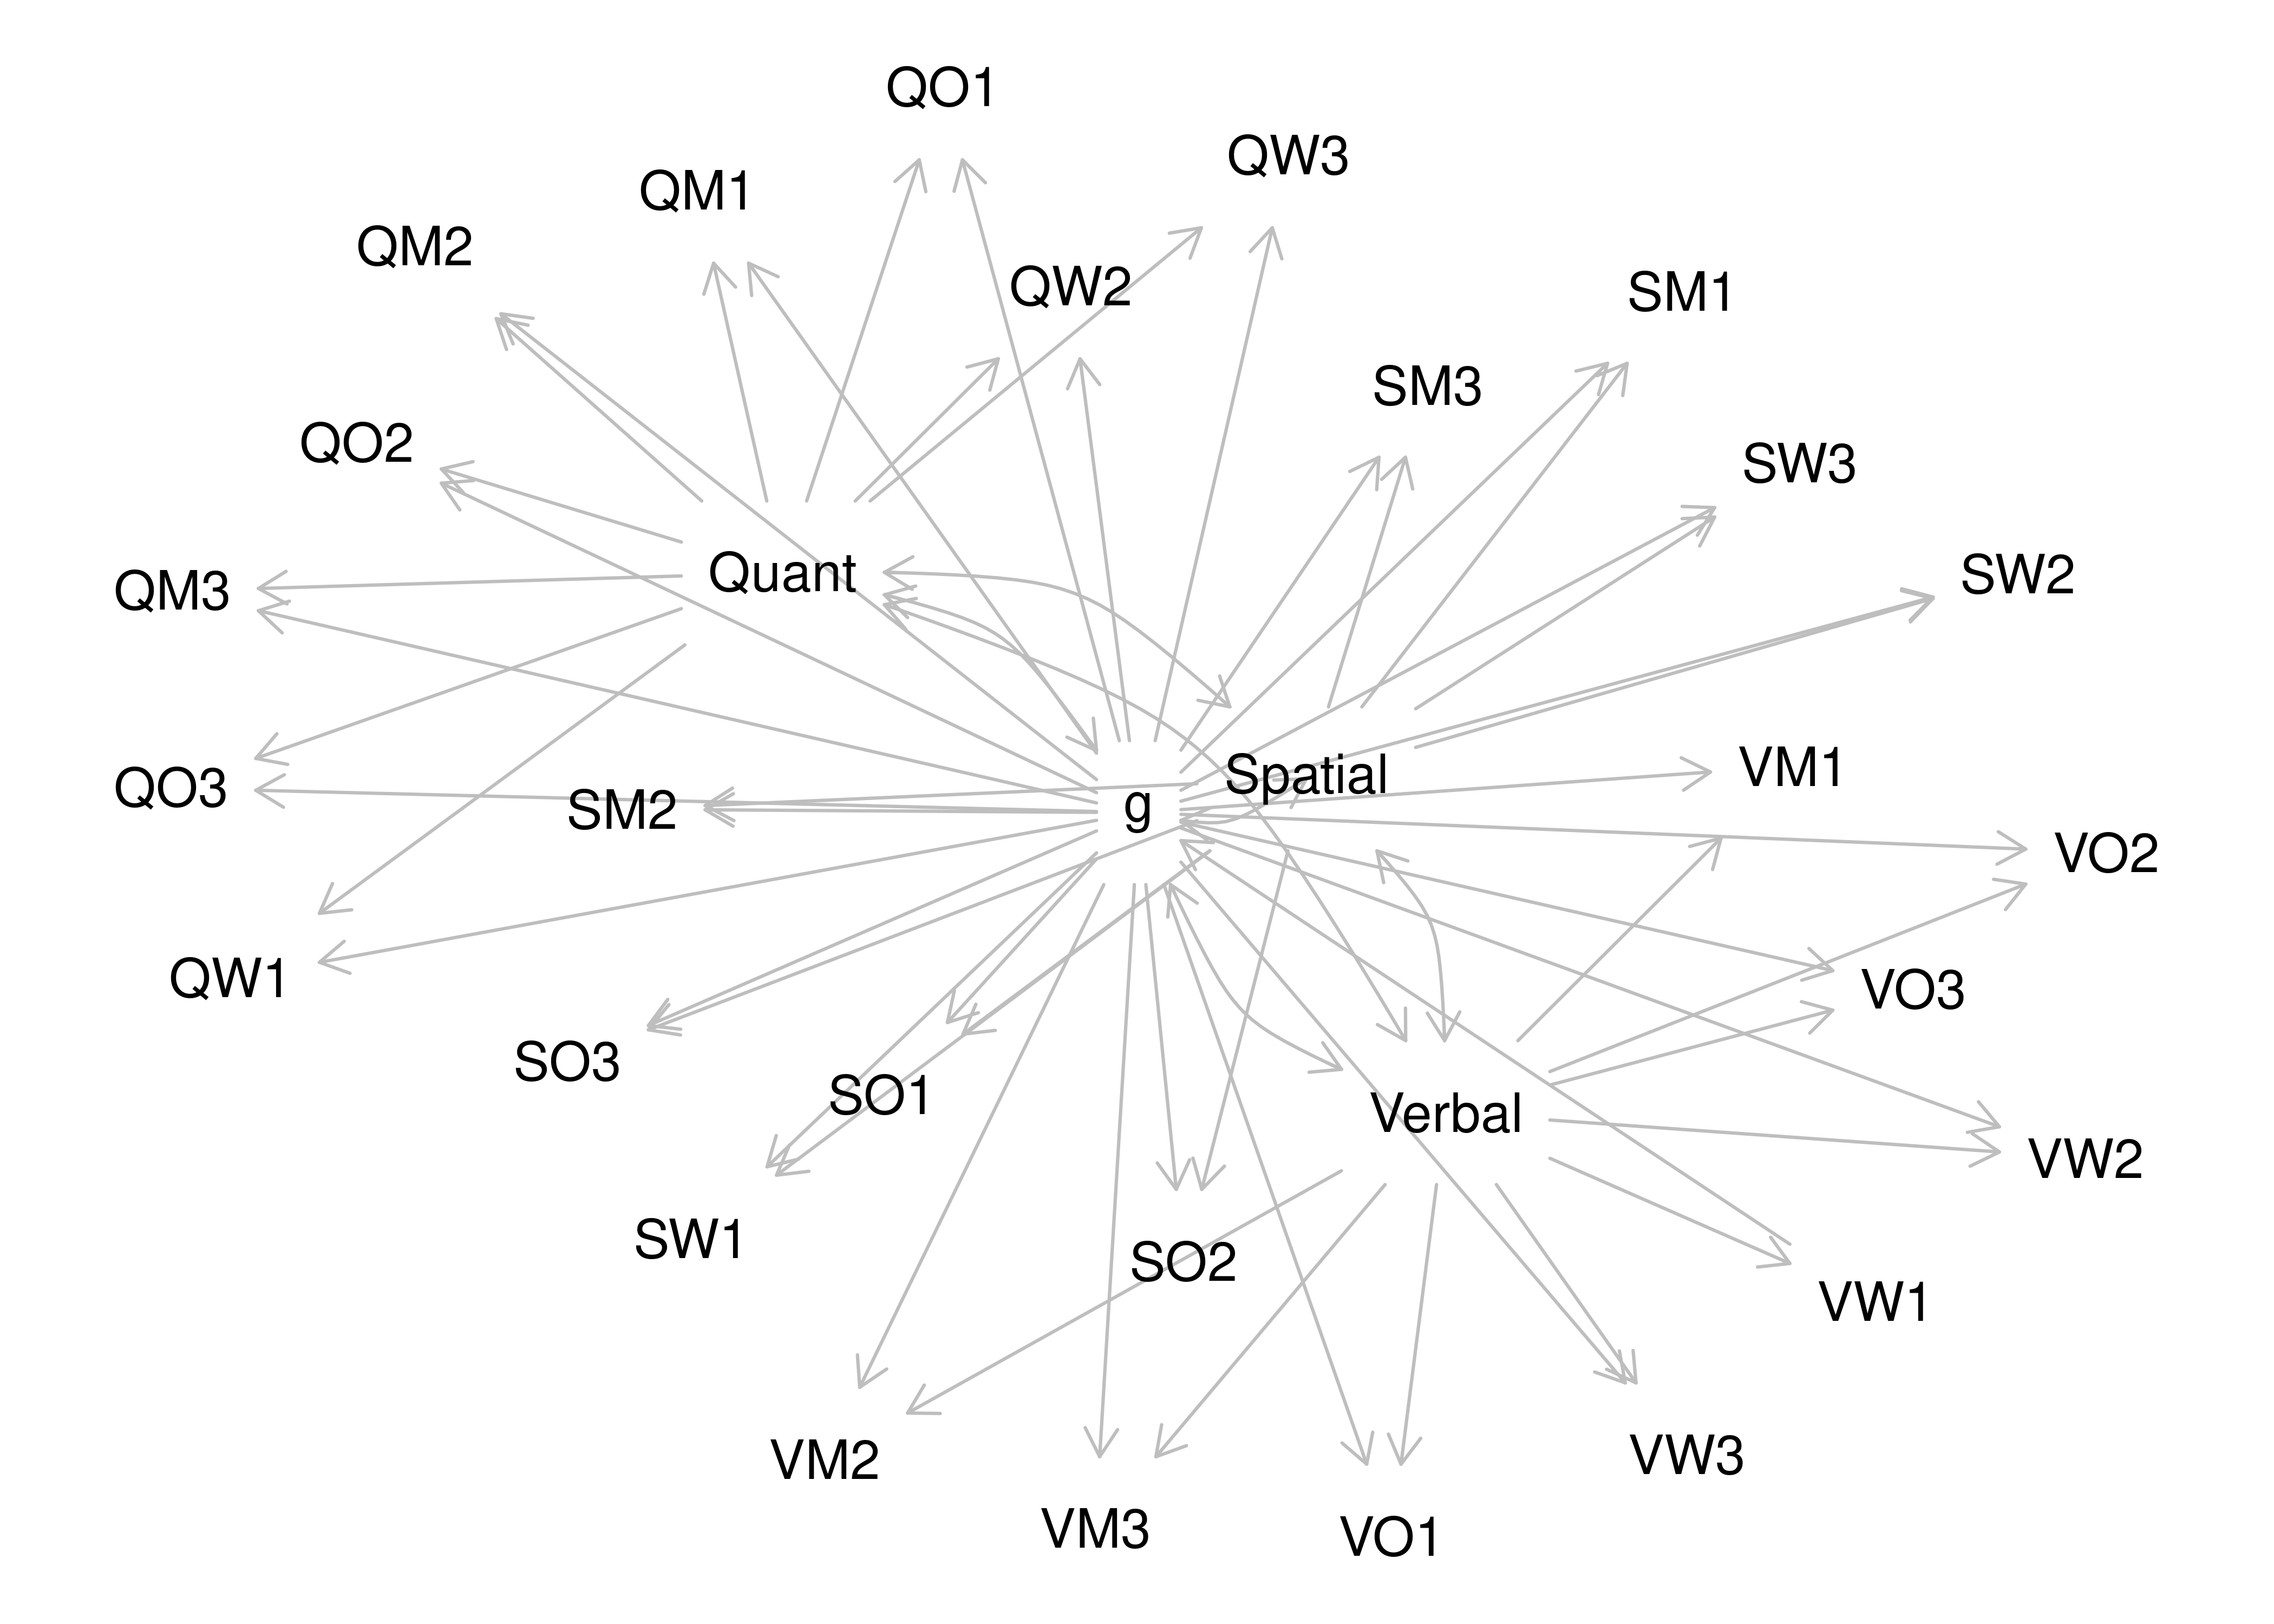 QO1
QW3
QM1
QM2
QW2
SM1
SM3
QO2
SW3
Quant
SW2
QM3
VM1
Spatial
QO3
SM2
g
VO2
QW1
VO3
SO3
SO1
Verbal
VW2
SW1
SO2
VW1
VM2
VW3
VM3
VO1